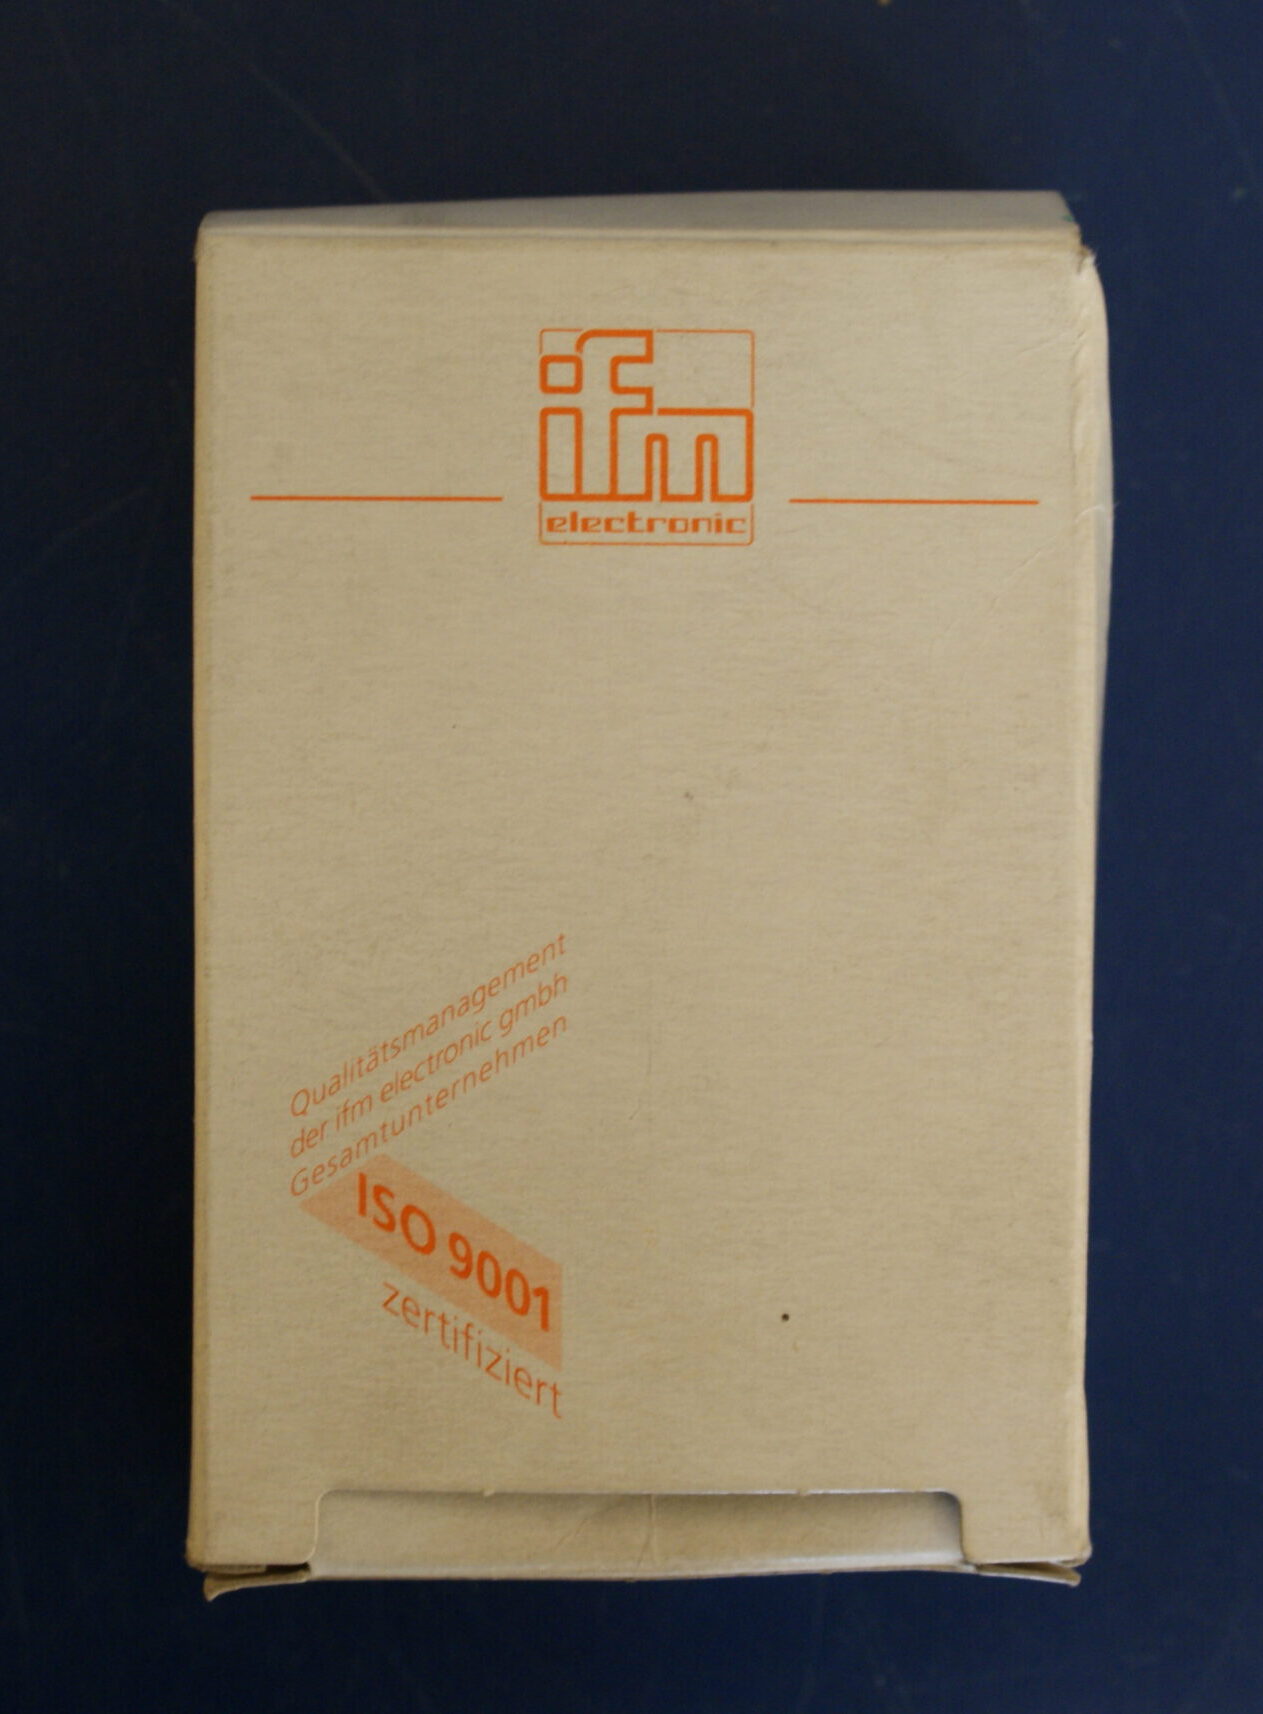 ifm
electronic
Qualitätsmanagement
der ifm electronic gmbh
Gesamtunternehmen
ISO 9001
zertifiziert